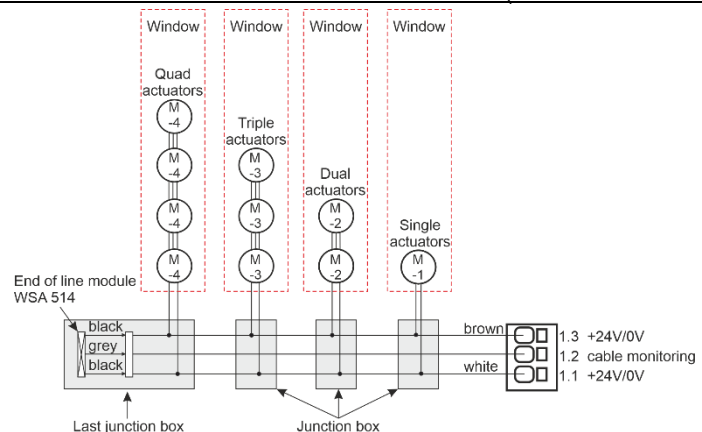 Window
Window
Window
Window
Quad
actuators
M
-4
M
-4
M
-4
M
-4
Triple
actuators
M
-3
M
-3
M
-3
Dual
actuators
M
-2
M
-2
Single
actuators
M
-1
End of line module
WSA 514
black
grey
black
brown
white
1.3 +24V/0V
1.2 cable monitoring
1.1 +24V/0V
Last junction box
Junction box